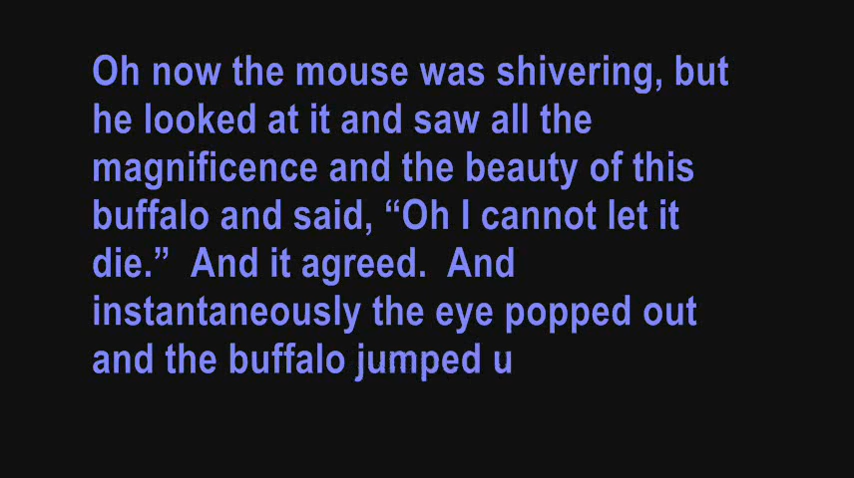 Oh now the mouse was shivering, but
he looked at it and saw all the
magnificence and the beauty of this
buffalo and said, “Oh I cannot let it
die.”  And it agreed.  And
instantaneously the eye popped out
and the buffalo jumped u